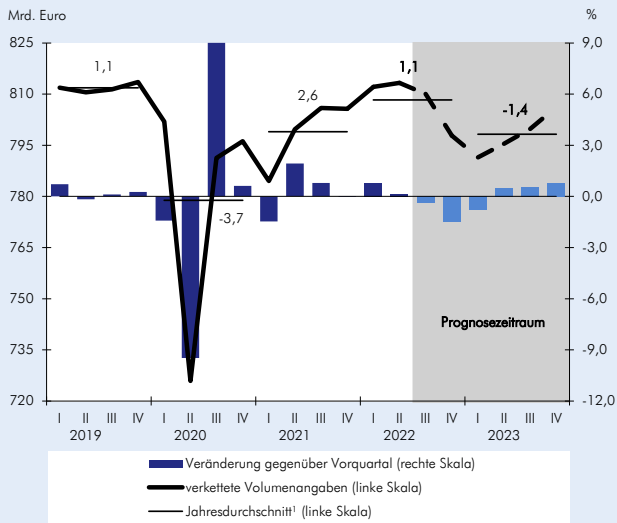 Mrd. Euro %
825 9,0
1,1 2,6 1,1
810 6,0
-1,4
795 3,0
780 0,0
-3,7
765 -3,0
750 -6,0
Prognosezeitraum
735 -9,0
720 -12,0
I II III IV I II III IV I II III IV I II III IV I II III IV
2019 2020 2021 2022 2023
Veränderung gegenüber Vorquartal (rechte Skala)
verkettete Volumenangaben (linke Skala)
Jahresdurchschnitt¹ (linke Skala)